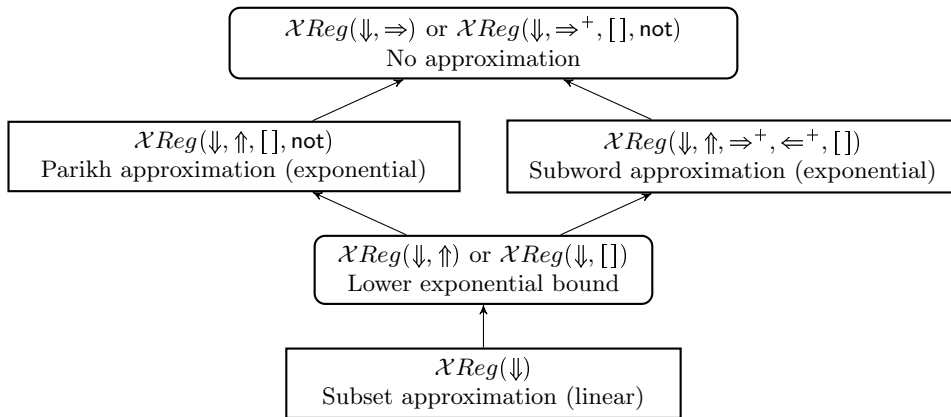 𝒳Reg(⇓, ⇒) or 𝒳Reg(⇓, ⇒⁺, [ ], not)
No approximation
𝒳Reg(⇓, ⇑, [ ], not)
Parikh approximation (exponential)
𝒳Reg(⇓, ⇑, ⇒⁺, ⇐⁺, [ ])
Subword approximation (exponential)
𝒳Reg(⇓, ⇑) or 𝒳Reg(⇓, [ ])
Lower exponential bound
𝒳Reg(⇓)
Subset approximation (linear)